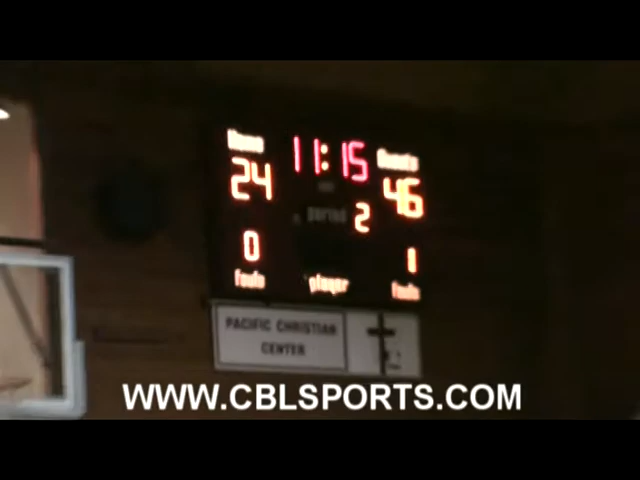 Home 11:15 Guests
24 46
period 2
0 1
fouls player fouls
PACIFIC CHRISTIAN
CENTER
WWW.CBLSPORTS.COM